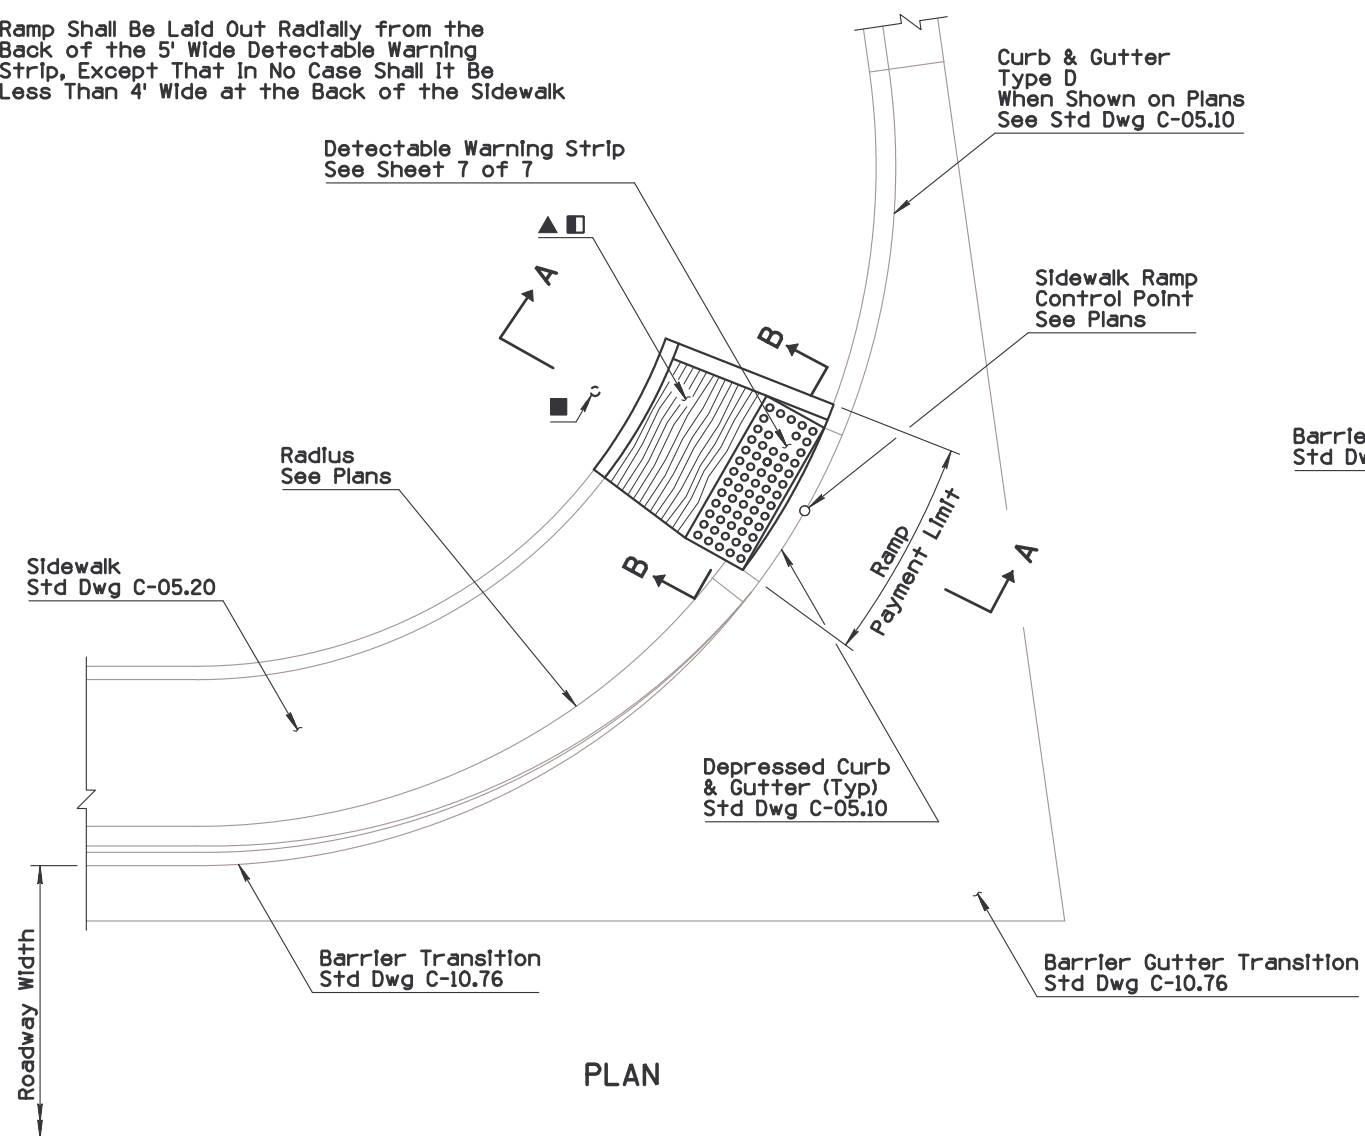 Ramp Shall Be Laid Out Radially from the
Back of the 5' Wide Detectable Warning
Strip, Except That In No Case Shall It Be
Less Than 4' Wide at the Back of the Sidewalk
Curb & Gutter
Type D
When Shown on Plans
See Std Dwg C-05.10
Detectable Warning Strip
See Sheet 7 of 7
A
Sidewalk Ramp
Control Point
See Plans
B
Radius
See Plans
Barrie
Std Dw
Ramp
Payment Limit
A
B
Sidewalk
Std Dwg C-05.20
Depressed Curb
& Gutter (Typ)
Std Dwg C-05.10
Roadway Width
Barrier Transition
Std Dwg C-10.76
Barrier Gutter Transition
Std Dwg C-10.76
PLAN